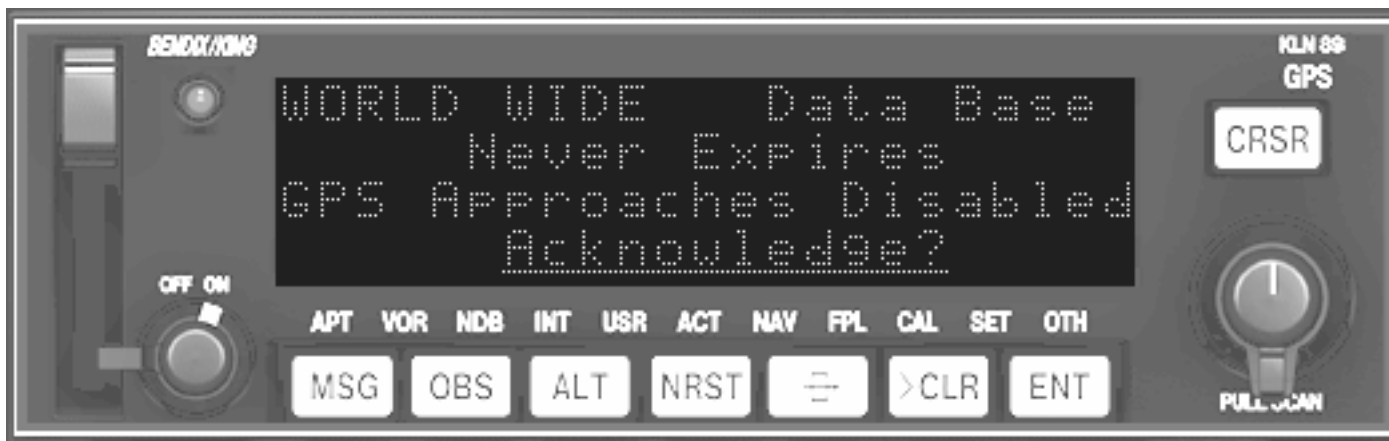 BENDIX/KING
KLN 89
GPS
WORLD WIDE Data Base
Never Expires
GPS Approaches Disabled
Acknowledge?
CRSR
OFF ON
APT VOR NDB INT USR ACT NAV FPL CAL SET OTH
MSG OBS ALT NRST >CLR ENT
PULL SCAN